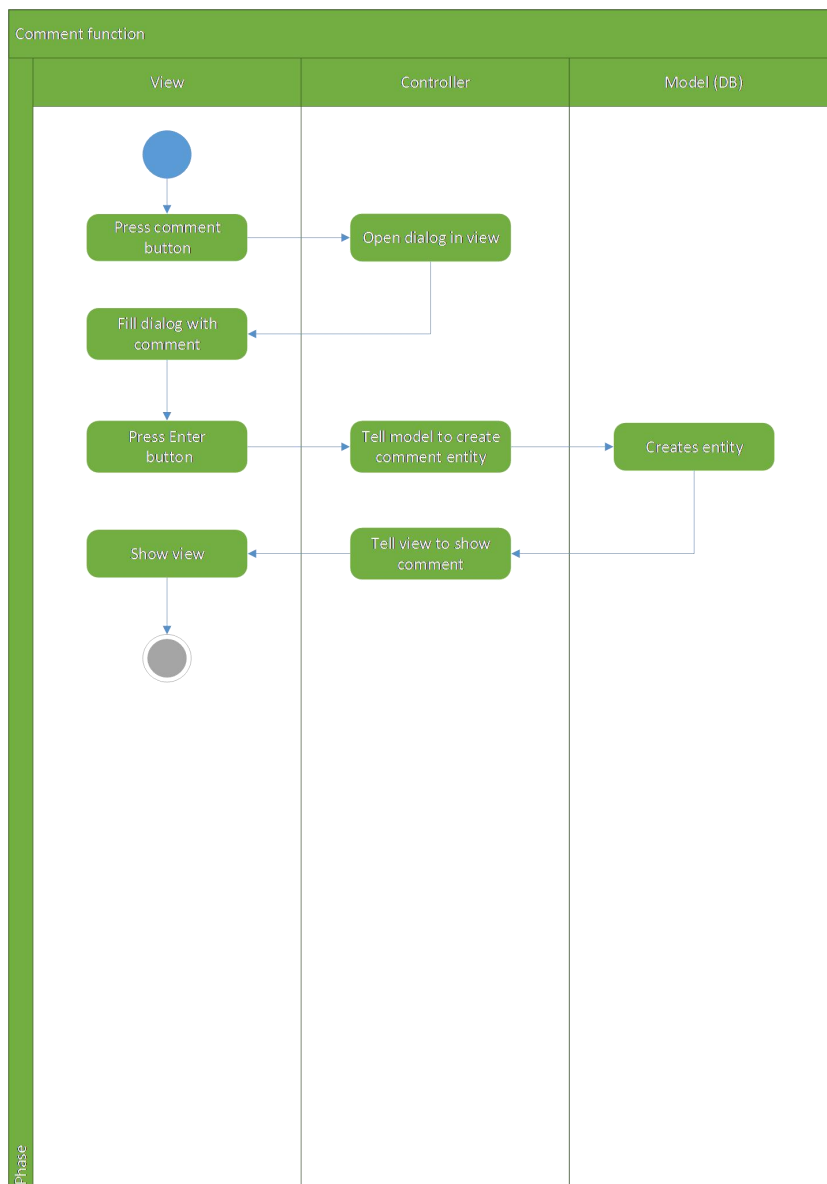 Comment function
View
Controller
Model (DB)
Press comment
button
Open dialog in view
Fill dialog with
comment
Press Enter
button
Tell model to create
comment entity
Creates entity
Show view
Tell view to show
comment
Phase